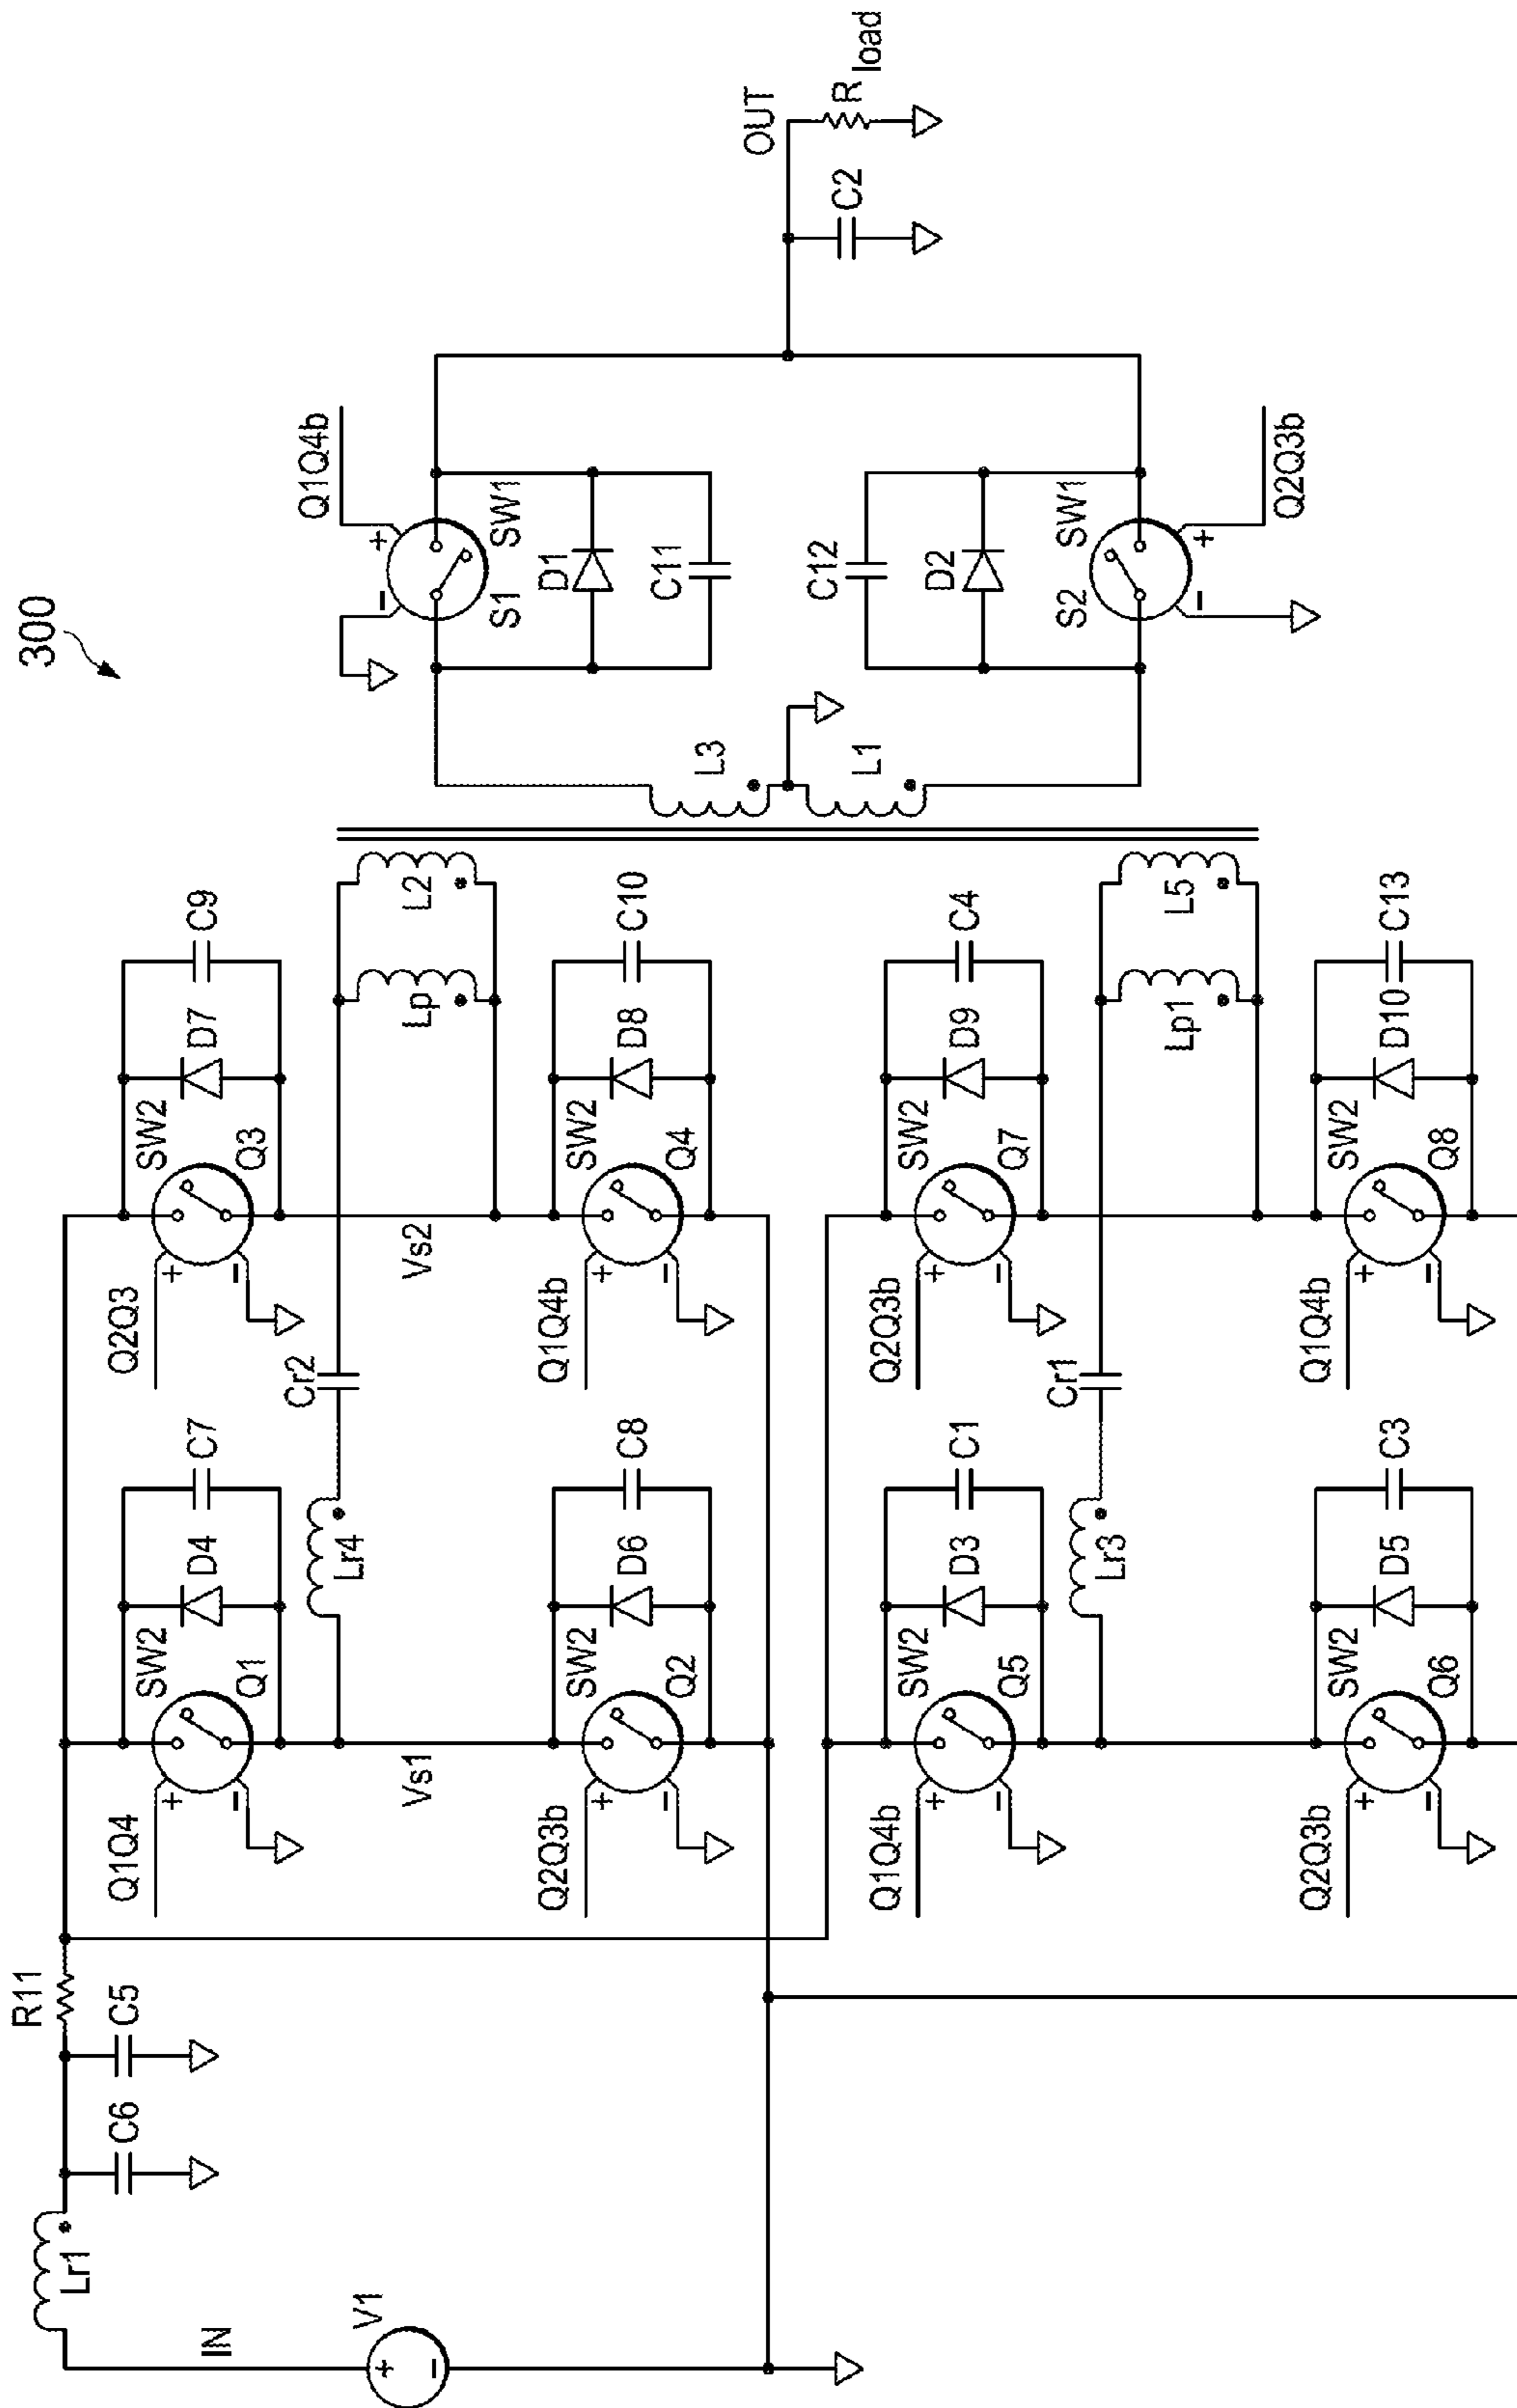 300
Lr1
IN
V1
+
−
C6
C5
R11
Q1Q4
+
−
SW2
Q1
D4
C7
Q2Q3
+
−
SW2
Q3
D7
C9
Vs1
Lr4
Cr2
Vs2
Lp
L2
Q2Q3b
+
−
SW2
Q2
D6
C8
Q1Q4b
+
−
SW2
Q4
D8
C10
Q1Q4b
+
−
SW2
Q5
D3
C1
Q2Q3b
+
−
SW2
Q7
D9
C4
Lr3
Cr1
Lp1
L5
Q2Q3b
+
−
SW2
Q6
D5
C3
Q1Q4b
+
−
SW2
Q8
D10
C13
L3
L1
Q1Q4b
−
+
S1
SW1
D1
C11
C12
D2
S2
SW1
−
+
Q2Q3b
OUT
C2
Rload